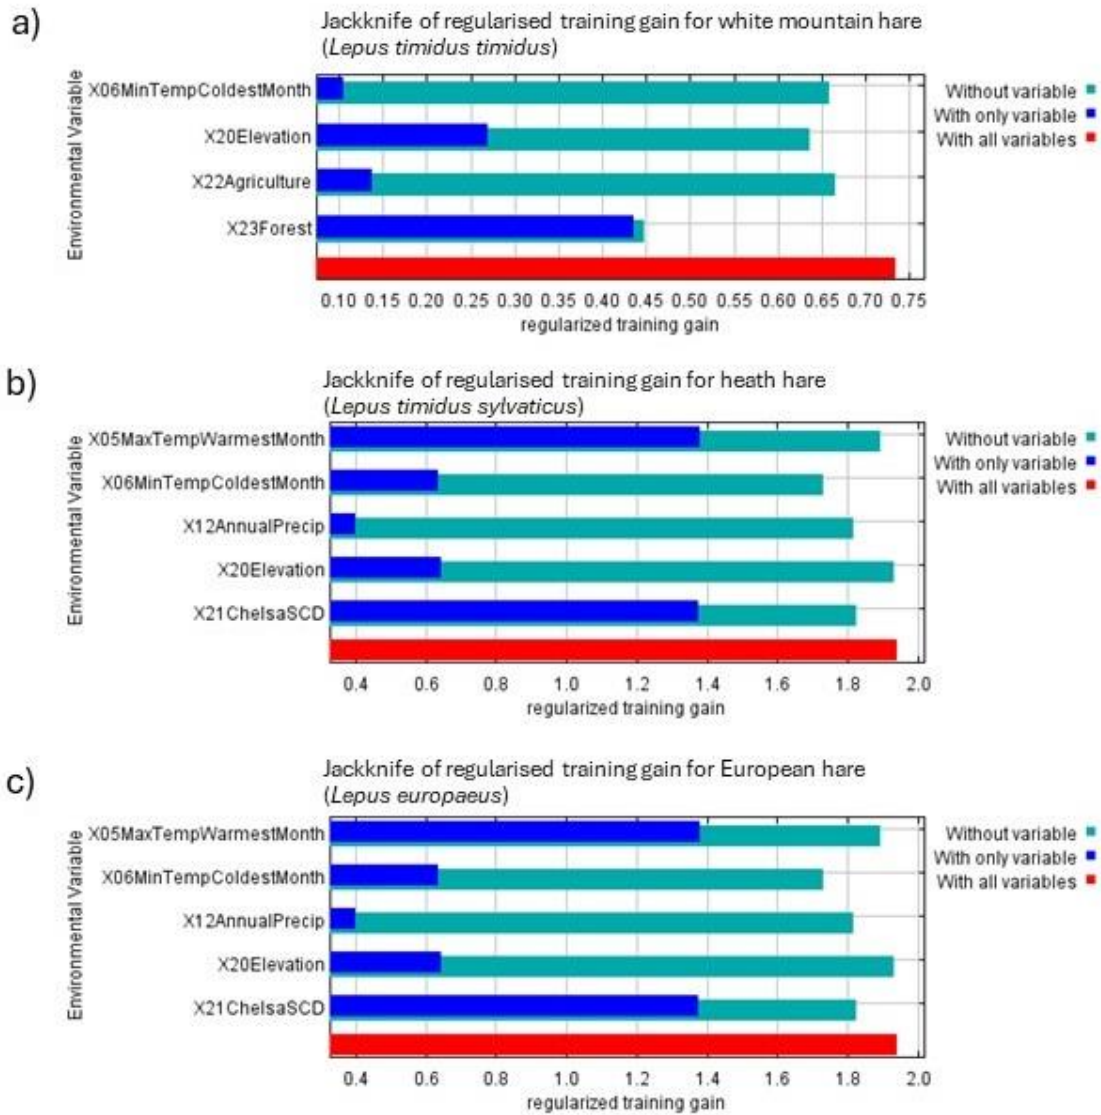 a)
Jackknife of regularised training gain for white mountain hare
(Lepus timidus timidus)
Environmental Variable
X06MinTempColdestMonth
X20Elevation
X22Agriculture
X23Forest
Without variable
With only variable
With all variables
0.10 0.15 0.20 0.25 0.30 0.35 0.40 0.45 0.50 0.55 0.60 0.65 0.70 0.75
regularized training gain
b)
Jackknife of regularised training gain for heath hare
(Lepus timidus sylvaticus)
Environmental Variable
X05MaxTempWarmestMonth
X06MinTempColdestMonth
X12AnnualPrecip
X20Elevation
X21ChelsaSCD
Without variable
With only variable
With all variables
0.4 0.6 0.8 1.0 1.2 1.4 1.6 1.8 2.0
regularized training gain
c)
Jackknife of regularised training gain for European hare
(Lepus europaeus)
Environmental Variable
X05MaxTempWarmestMonth
X06MinTempColdestMonth
X12AnnualPrecip
X20Elevation
X21ChelsaSCD
Without variable
With only variable
With all variables
0.4 0.6 0.8 1.0 1.2 1.4 1.6 1.8 2.0
regularized training gain